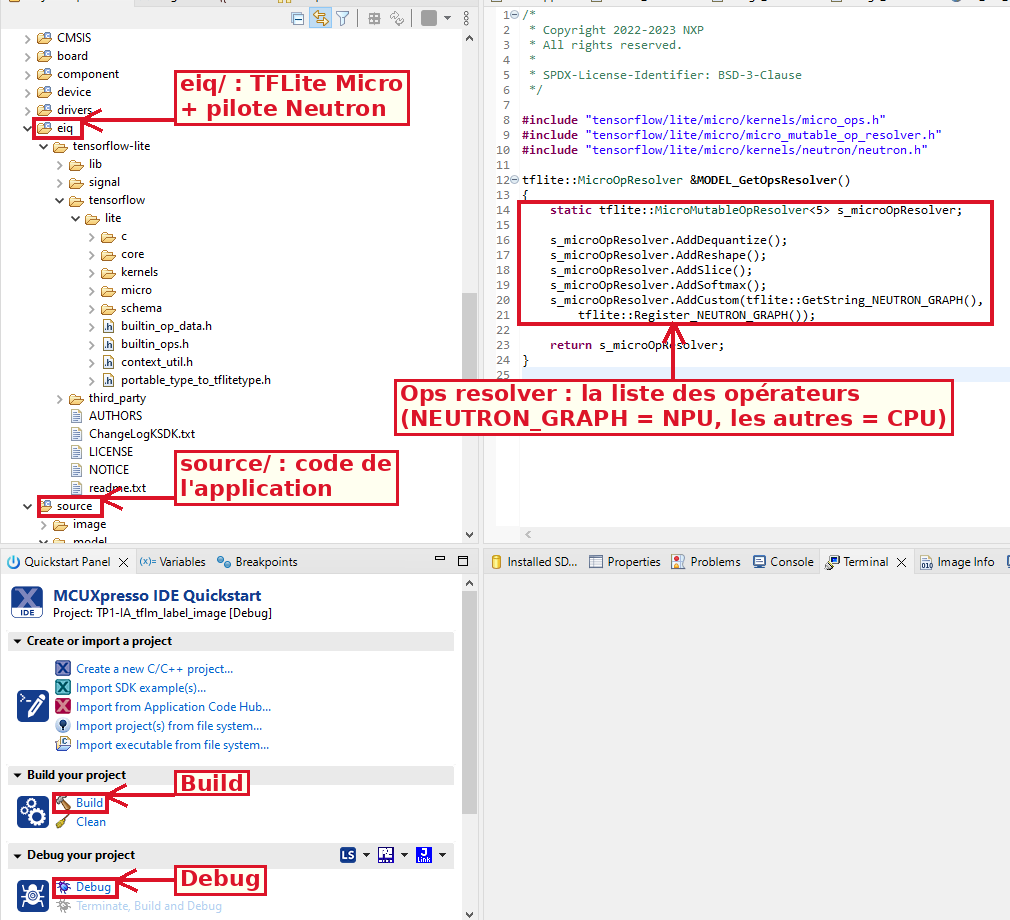 CMSIS
board
component
device
drivers
eiq
tensorflow-lite
lib
signal
tensorflow
lite
c
core
kernels
micro
schema
builtin_op_data.h
builtin_ops.h
context_util.h
portable_type_to_tflitetype.h
third_party
AUTHORS
ChangeLogKSDK.txt
LICENSE
NOTICE
readme.txt
source
image
model
eiq/ : TFLite Micro
+ pilote Neutron
source/ : code de
l'application
1 /*
2 * Copyright 2022-2023 NXP
3 * All rights reserved.
4 *
5 * SPDX-License-Identifier: BSD-3-Clause
6 */
7
8 #include "tensorflow/lite/micro/kernels/micro_ops.h"
9 #include "tensorflow/lite/micro/micro_mutable_op_resolver.h"
10 #include "tensorflow/lite/micro/kernels/neutron/neutron.h"
11
12 tflite::MicroOpResolver &MODEL_GetOpsResolver()
13 {
14 static tflite::MicroMutableOpResolver<5> s_microOpResolver;
15
16 s_microOpResolver.AddDequantize();
17 s_microOpResolver.AddReshape();
18 s_microOpResolver.AddSlice();
19 s_microOpResolver.AddSoftmax();
20 s_microOpResolver.AddCustom(tflite::GetString_NEUTRON_GRAPH(),
21 tflite::Register_NEUTRON_GRAPH());
22
23 return s_microOpResolver;
24 }
25
Ops resolver : la liste des opérateurs
(NEUTRON_GRAPH = NPU, les autres = CPU)
Quickstart Panel (x)= Variables Breakpoints
MCUXpresso IDE Quickstart
IDE
Project: TP1-IA_tflm_label_image [Debug]
Create or import a project
Create a new C/C++ project...
Import SDK example(s)...
Import from Application Code Hub...
Import project(s) from file system...
Import executable from file system...
Build your project
Build
Build
Clean
Debug your project
LS
Link
Debug
Debug
Terminate, Build and Debug
Installed SD... Properties Problems Console Terminal Image Info